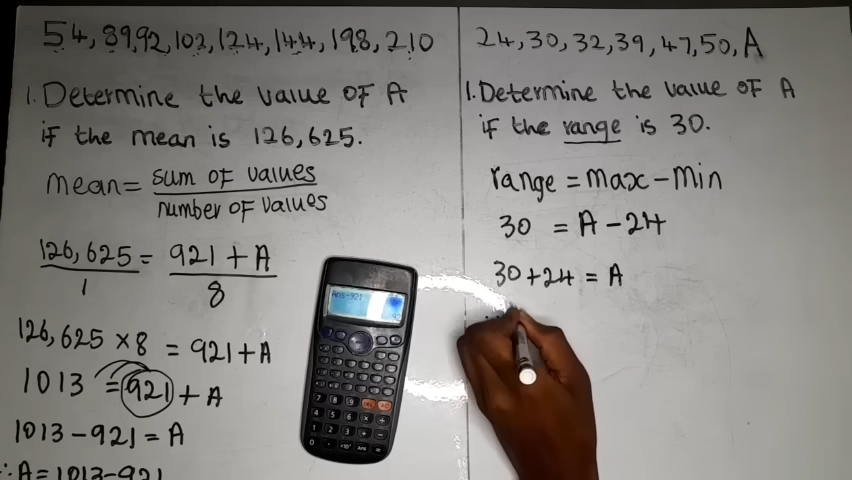 54, 89, 92, 102, 124, 144, 198, 210
1. Determine the value OF A
if the mean is 126,625.
mean = sum of values
number of values
126,625 = 921 + A
1 8
126,625 × 8 = 921 + A
1013 = 921 + A
1013 - 921 = A
∴ A = 1013 - 921
24, 30, 32, 39, 47, 50, A
1. Determine the value OF A
if the range is 30.
range = max - min
30 = A - 24
30 + 24 = A
Ans-921